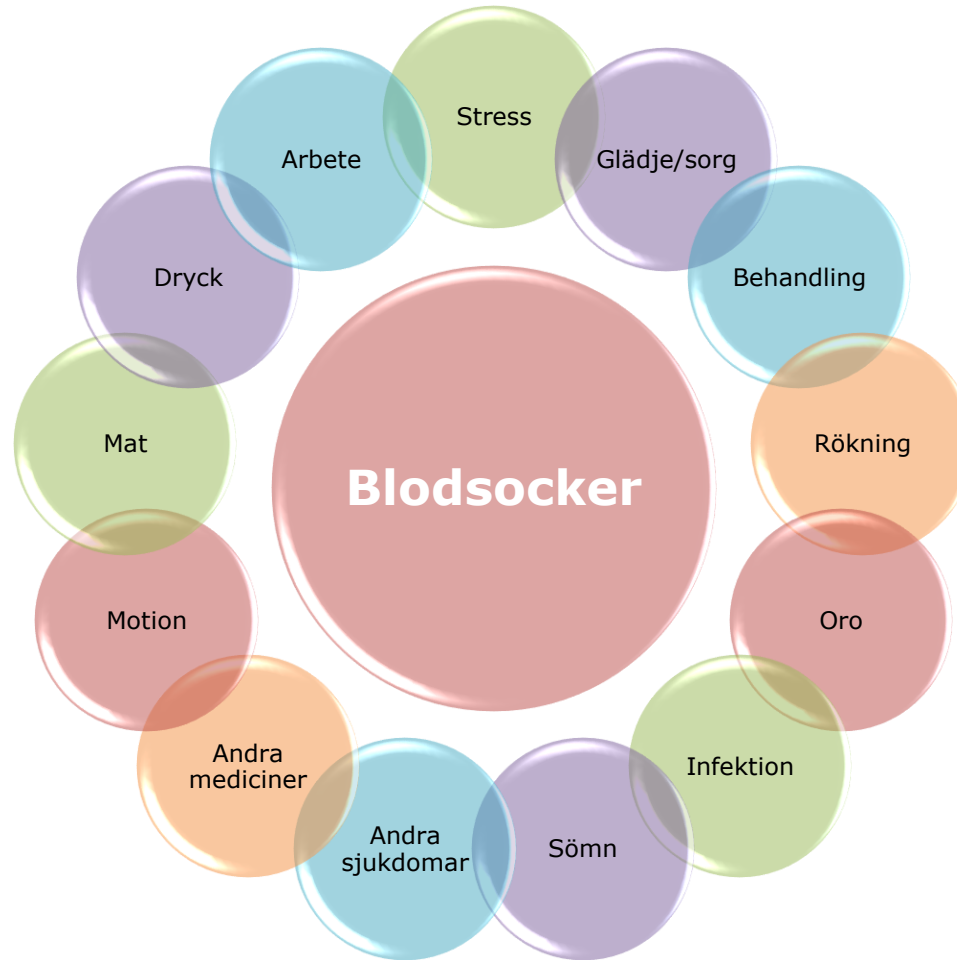 Stress
Glädje/sorg
Behandling
Rökning
Oro
Infektion
Sömn
Andra
sjukdomar
Andra
mediciner
Motion
Mat
Dryck
Arbete
Blodsocker